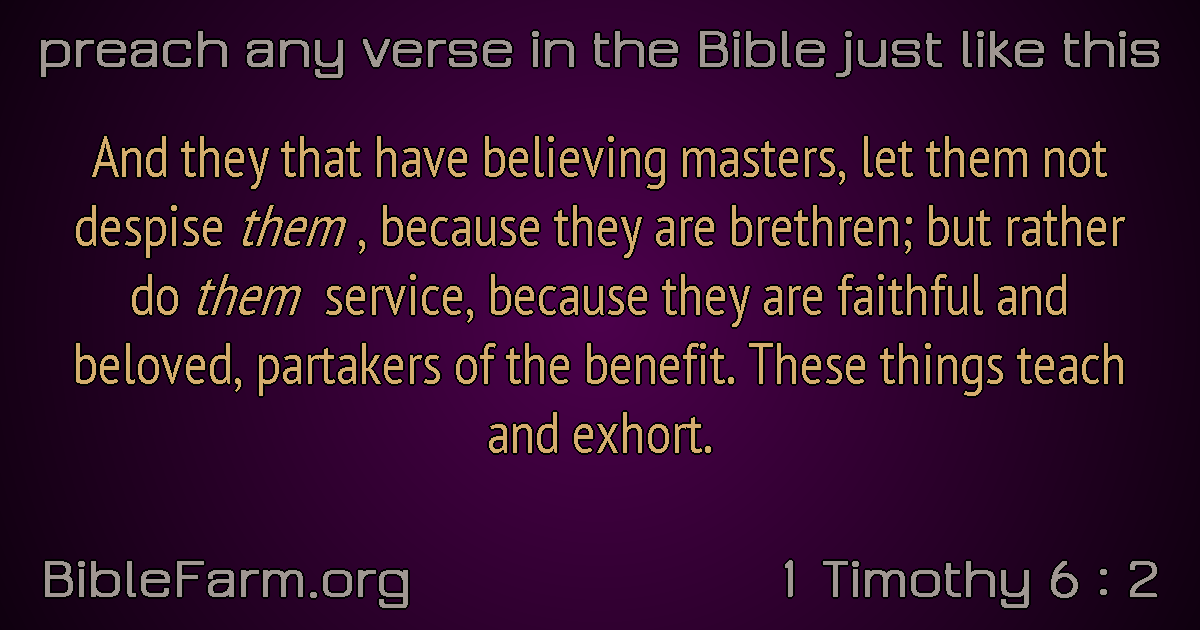 preach any verse in the Bible just like this
And they that have believing masters, let them not
despise them , because they are brethren; but rather
do them service, because they are faithful and
beloved, partakers of the benefit. These things teach
and exhort.
BibleFarm.org
1 Timothy 6 : 2